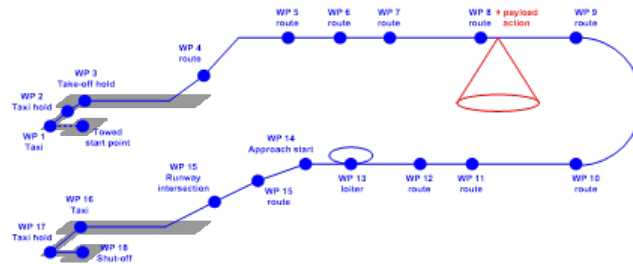 WP 5
route
WP 6
route
WP 7
route
WP 8
route
+ payload
action
WP 9
route
WP 4
route
WP 3
Take-off hold
WP 2
Taxi hold
WP 1
Taxi
Towed
start point
WP 14
Approach start
WP 15
Runway
intersection
WP 15
route
WP 13
loiter
WP 12
route
WP 11
route
WP 10
route
WP 16
Taxi
WP 17
Taxi hold
WP 18
Shut-off